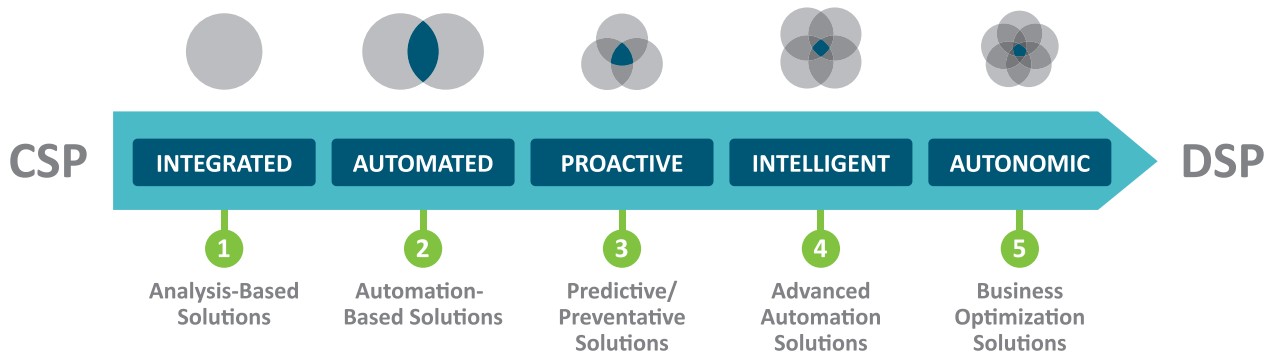 CSP
INTEGRATED
AUTOMATED
PROACTIVE
INTELLIGENT
AUTONOMIC
DSP
1
2
3
4
5
Analysis-Based
Solutions
Automation-
Based Solutions
Predictive/
Preventative
Solutions
Advanced
Automation
Solutions
Business
Optimization
Solutions